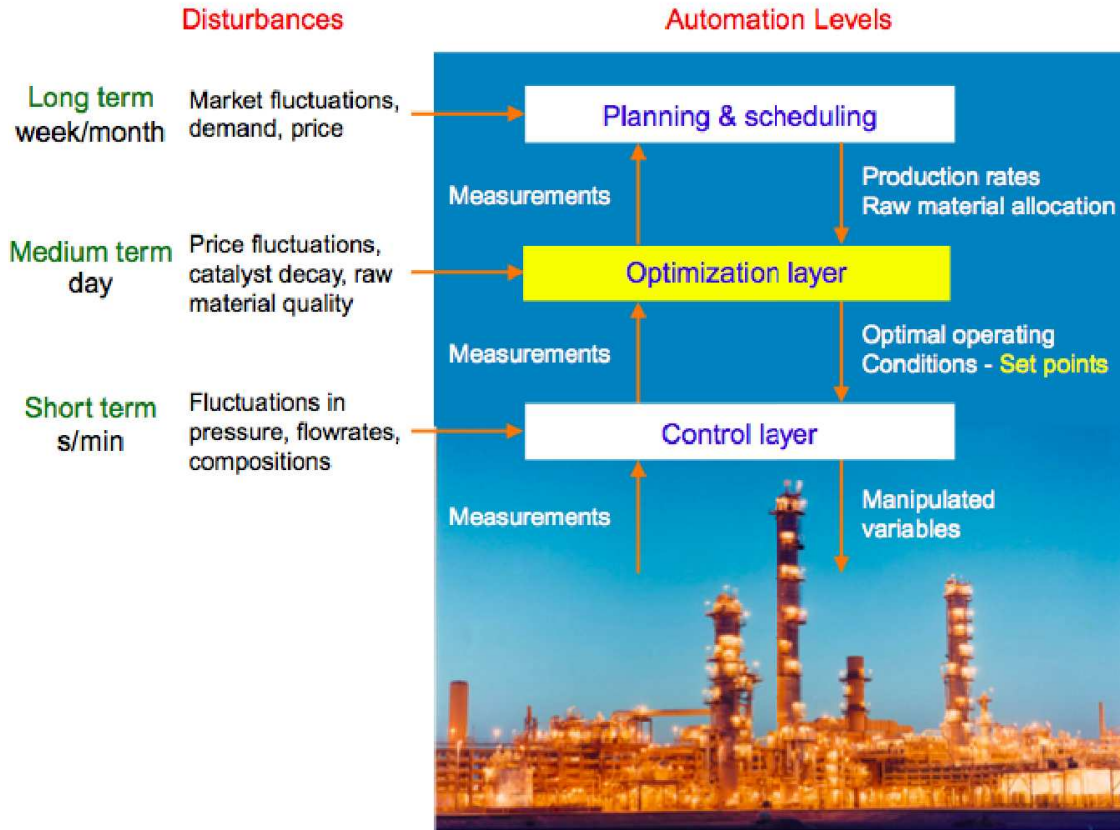 Disturbances
Automation Levels
Long term
week/month
Market fluctuations,
demand, price
Planning & scheduling
Measurements
Production rates
Raw material allocation
Medium term
day
Price fluctuations,
catalyst decay, raw
material quality
Optimization layer
Measurements
Optimal operating
Conditions - Set points
Short term
s/min
Fluctuations in
pressure, flowrates,
compositions
Control layer
Measurements
Manipulated
variables